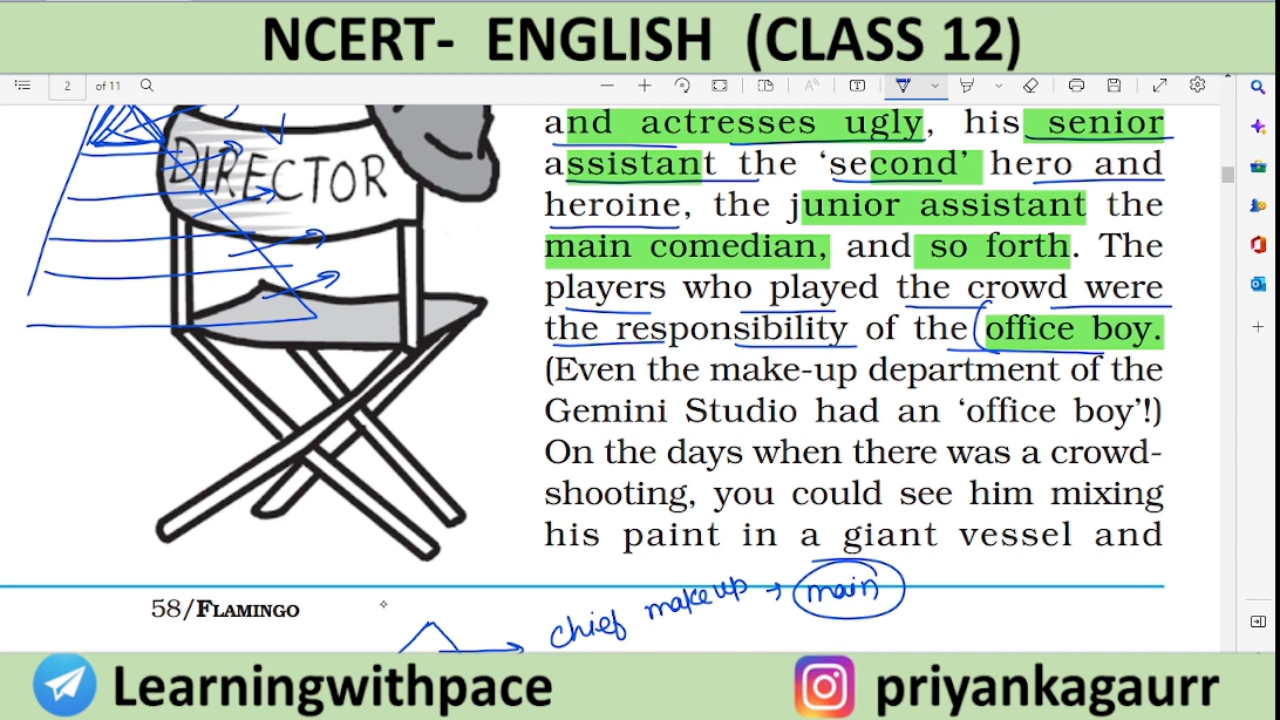 NCERT- ENGLISH (CLASS 12)
2 of 11
DIRECTOR
and actresses ugly, his senior
assistant the ‘second’ hero and
heroine, the junior assistant the
main comedian, and so forth. The
players who played the crowd were
the responsibility of the office boy.
(Even the make-up department of the
Gemini Studio had an ‘office boy’!)
On the days when there was a crowd-
shooting, you could see him mixing
his paint in a giant vessel and
58/FLAMINGO
chief makeup → main
Learningwithpace
priyankagaurr